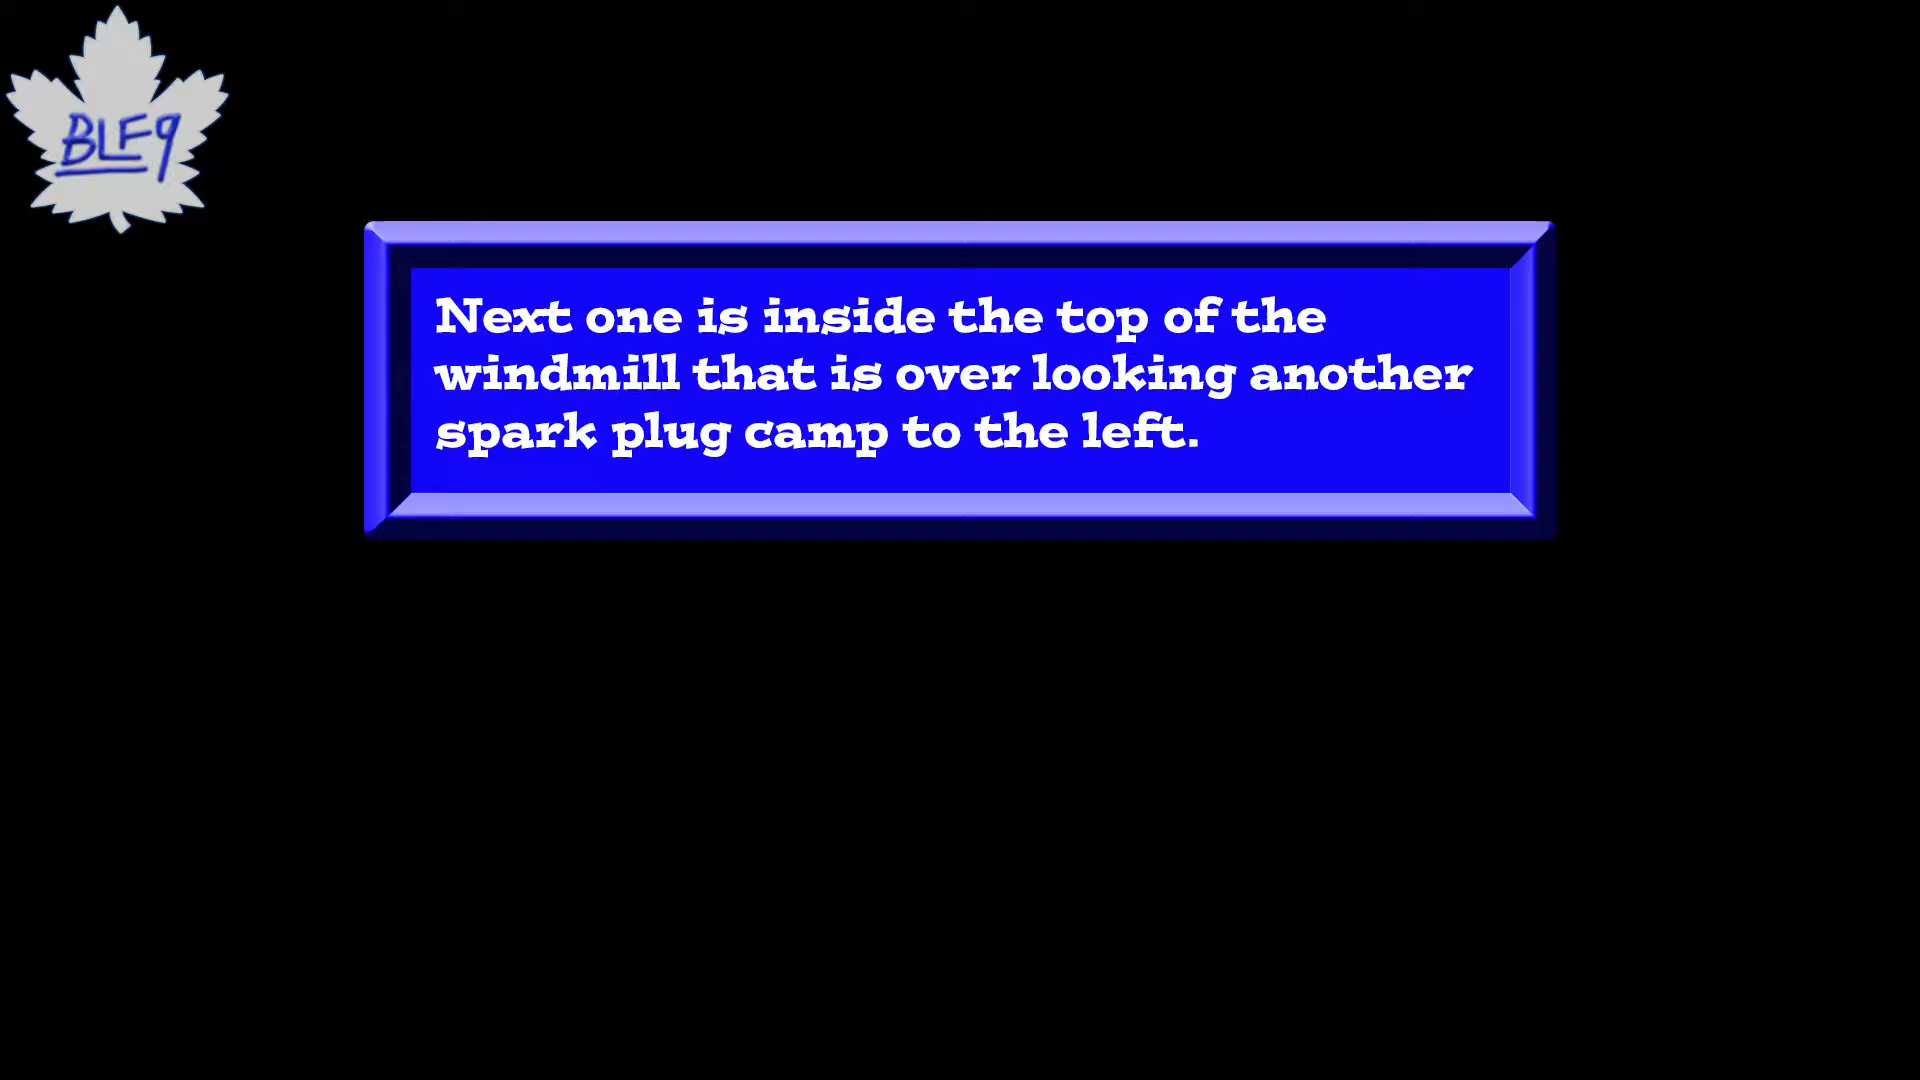 BLF9
Next one is inside the top of the
windmill that is over looking another
spark plug camp to the left.